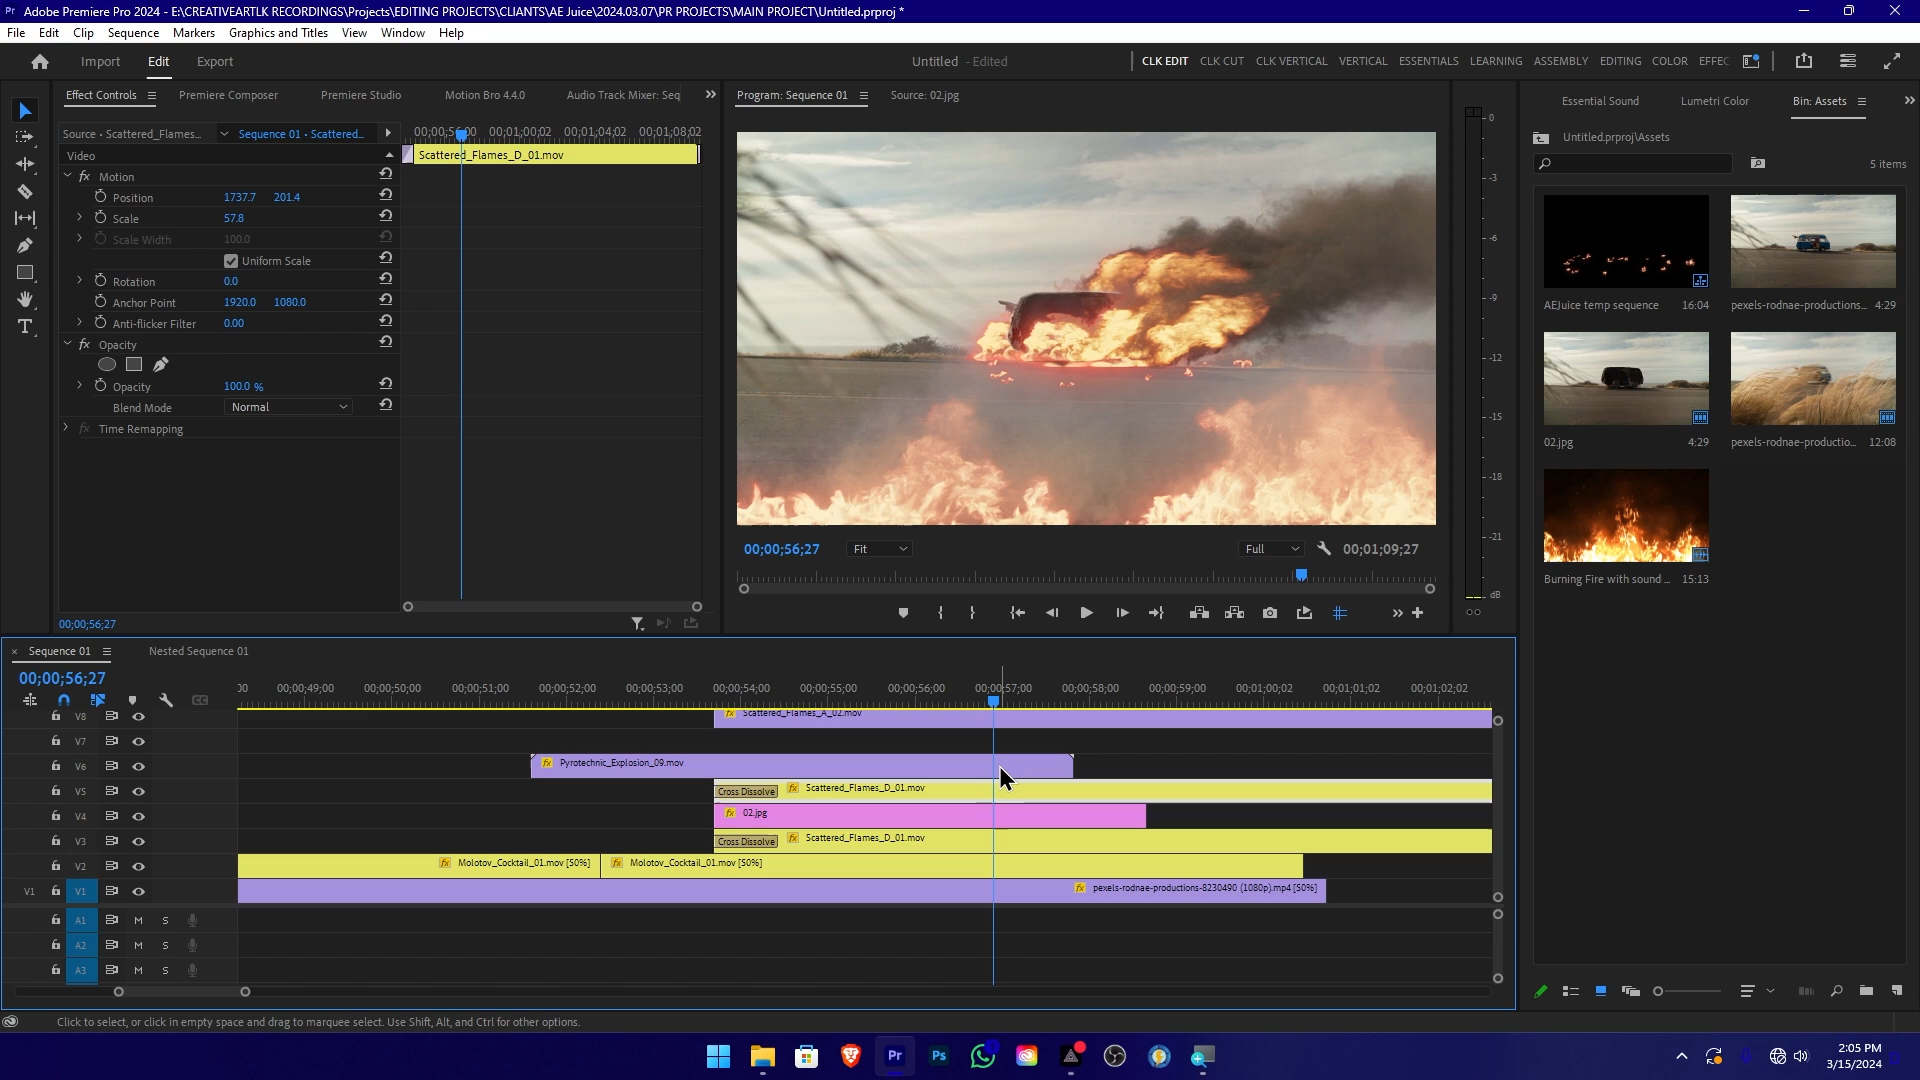 Pr Adobe Premiere Pro 2024 - E:\CREATIVEARTLK RECORDINGS\Projects\EDITING PROJECTS\CLIANTS\AE Juice\2024.03.07\PR PROJECTS\MAIN PROJECT\Untitled.prproj *
File Edit Clip Sequence Markers Graphics and Titles View Window Help
Import Edit Export Untitled - Edited CLK EDIT CLK CUT CLK VERTICAL VERTICAL ESSENTIALS LEARNING ASSEMBLY EDITING COLOR EFFEC
Effect Controls Premiere Composer Premiere Studio Motion Bro 4.4.0 Audio Track Mixer: Seq
Source • Scattered_Flames... Sequence 01 • Scattered...
00;00;56;00 00;01;00;02 00;01;04;02 00;01;08;02
Video
Scattered_Flames_D_01.mov
fx Motion
Position 1737.7 201.4
Scale 57.8
Scale Width 100.0
Uniform Scale
Rotation 0.0
Anchor Point 1920.0 1080.0
Anti-flicker Filter 0.00
fx Opacity
Opacity 100.0 %
Blend Mode Normal
fx Time Remapping
00;00;56;27
Program: Sequence 01 Source: 02.jpg
00;00;56;27 Fit Full 00;01;09;27
0
-3
-6
-9
-12
-15
-18
-21
dB
Essential Sound Lumetri Color Bin: Assets
Untitled.prproj\Assets
5 items
AEJuice temp sequence 16:04
pexels-rodnae-productions... 4:29
02.jpg 4:29
pexels-rodnae-productio... 12:08
Burning Fire with sound ... 15:13
× Sequence 01 Nested Sequence 01
00;00;56;27
00 00;00;49;00 00;00;50;00 00;00;51;00 00;00;52;00 00;00;53;00 00;00;54;00 00;00;55;00 00;00;56;00 00;00;57;00 00;00;58;00 00;00;59;00 00;01;00;02 00;01;01;02 00;01;02;02
CC
V8 fx Scattered_Flames_A_02.mov
V7
V6 fx Pyrotechnic_Explosion_09.mov
V5 Cross Dissolve fx Scattered_Flames_D_01.mov
V4 fx 02.jpg
V3 Cross Dissolve fx Scattered_Flames_D_01.mov
V2 fx Molotov_Cocktail_01.mov [50%] fx Molotov_Cocktail_01.mov [50%]
V1 V1 fx pexels-rodnae-productions-8230490 (1080p).mp4 [50%]
A1 M S
A2 M S
A3 M S
Click to select, or click in empty space and drag to marquee select. Use Shift, Alt, and Ctrl for other options.
Pr Ps
2:05 PM
3/15/2024